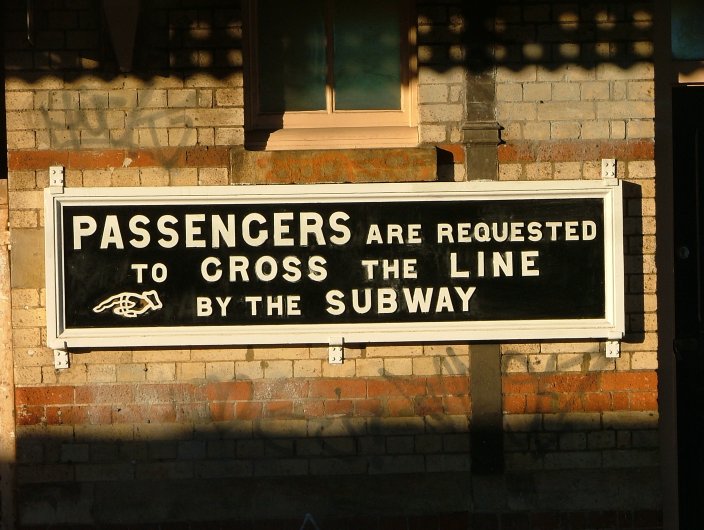 PASSENGERS ARE REQUESTED
TO CROSS THE LINE
BY THE SUBWAY